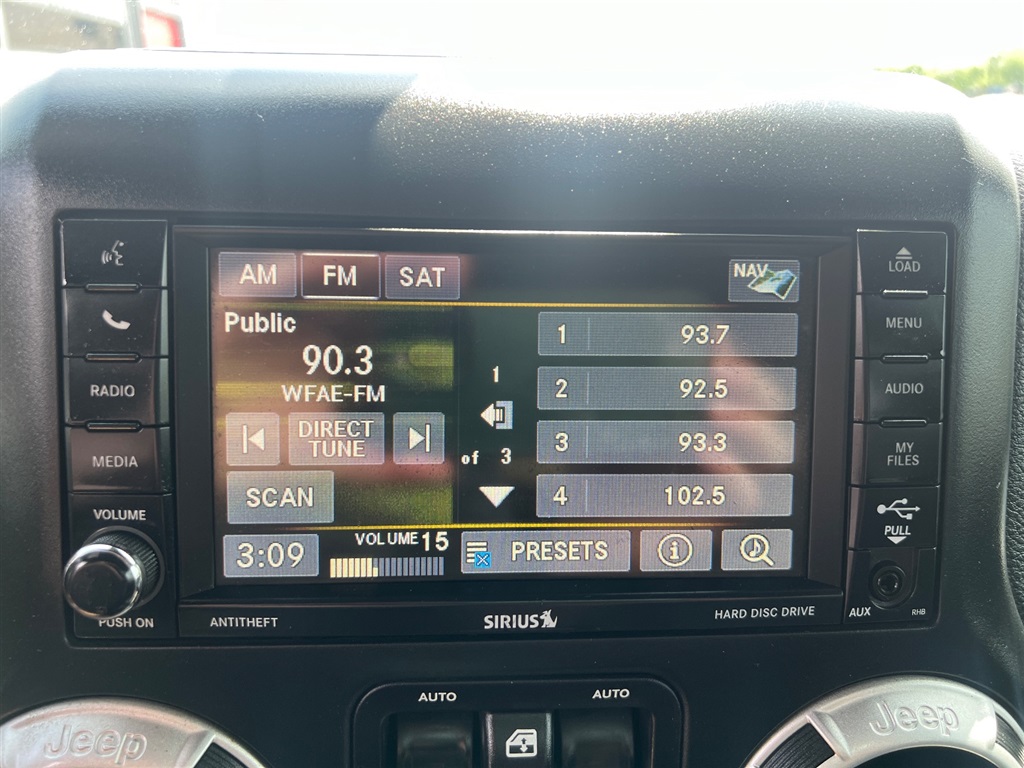 AM FM SAT NAV
Public
90.3
WFAE-FM
DIRECT
TUNE
SCAN
1
of 3
1 93.7
2 92.5
3 93.3
4 102.5
3:09
VOLUME 15
PRESETS
i
RADIO
MEDIA
VOLUME
PUSH ON
LOAD
MENU
AUDIO
MY
FILES
PULL
AUX
RHB
ANTITHEFT
SIRIUS
HARD DISC DRIVE
AUTO
AUTO
Jeep
Jeep